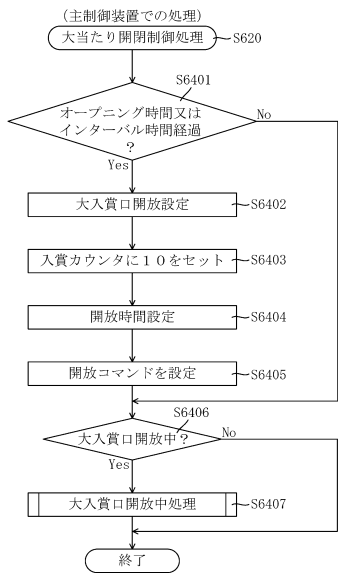 （主制御装置での処理）
大当たり開閉制御処理
S620
S6401
オープニング時間又は
インターバル時間経過
？
No
Yes
大入賞口開放設定
S6402
入賞カウンタに１０をセット
S6403
開放時間設定
S6404
開放コマンドを設定
S6405
S6406
大入賞口開放中？
No
Yes
大入賞口開放中処理
S6407
終了